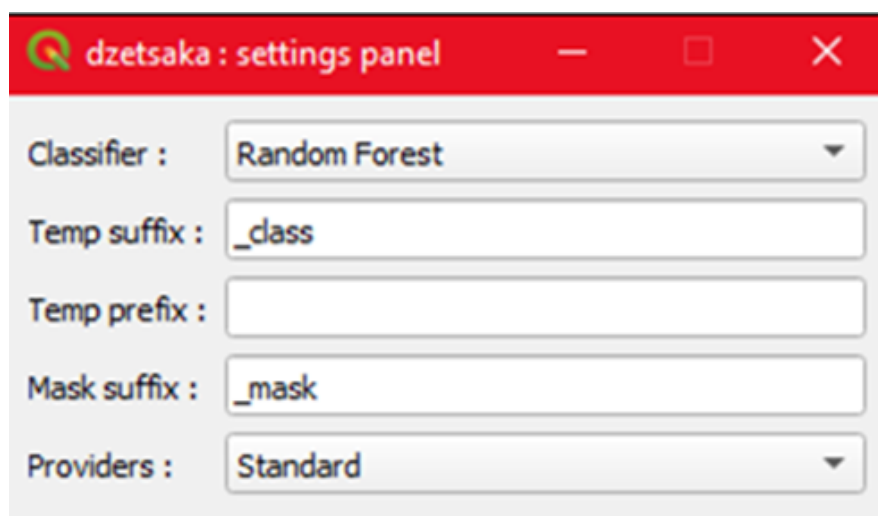 dzetsaka : settings panel
Classifier : Random Forest
Temp suffix : _class
Temp prefix :
Mask suffix : _mask
Providers : Standard